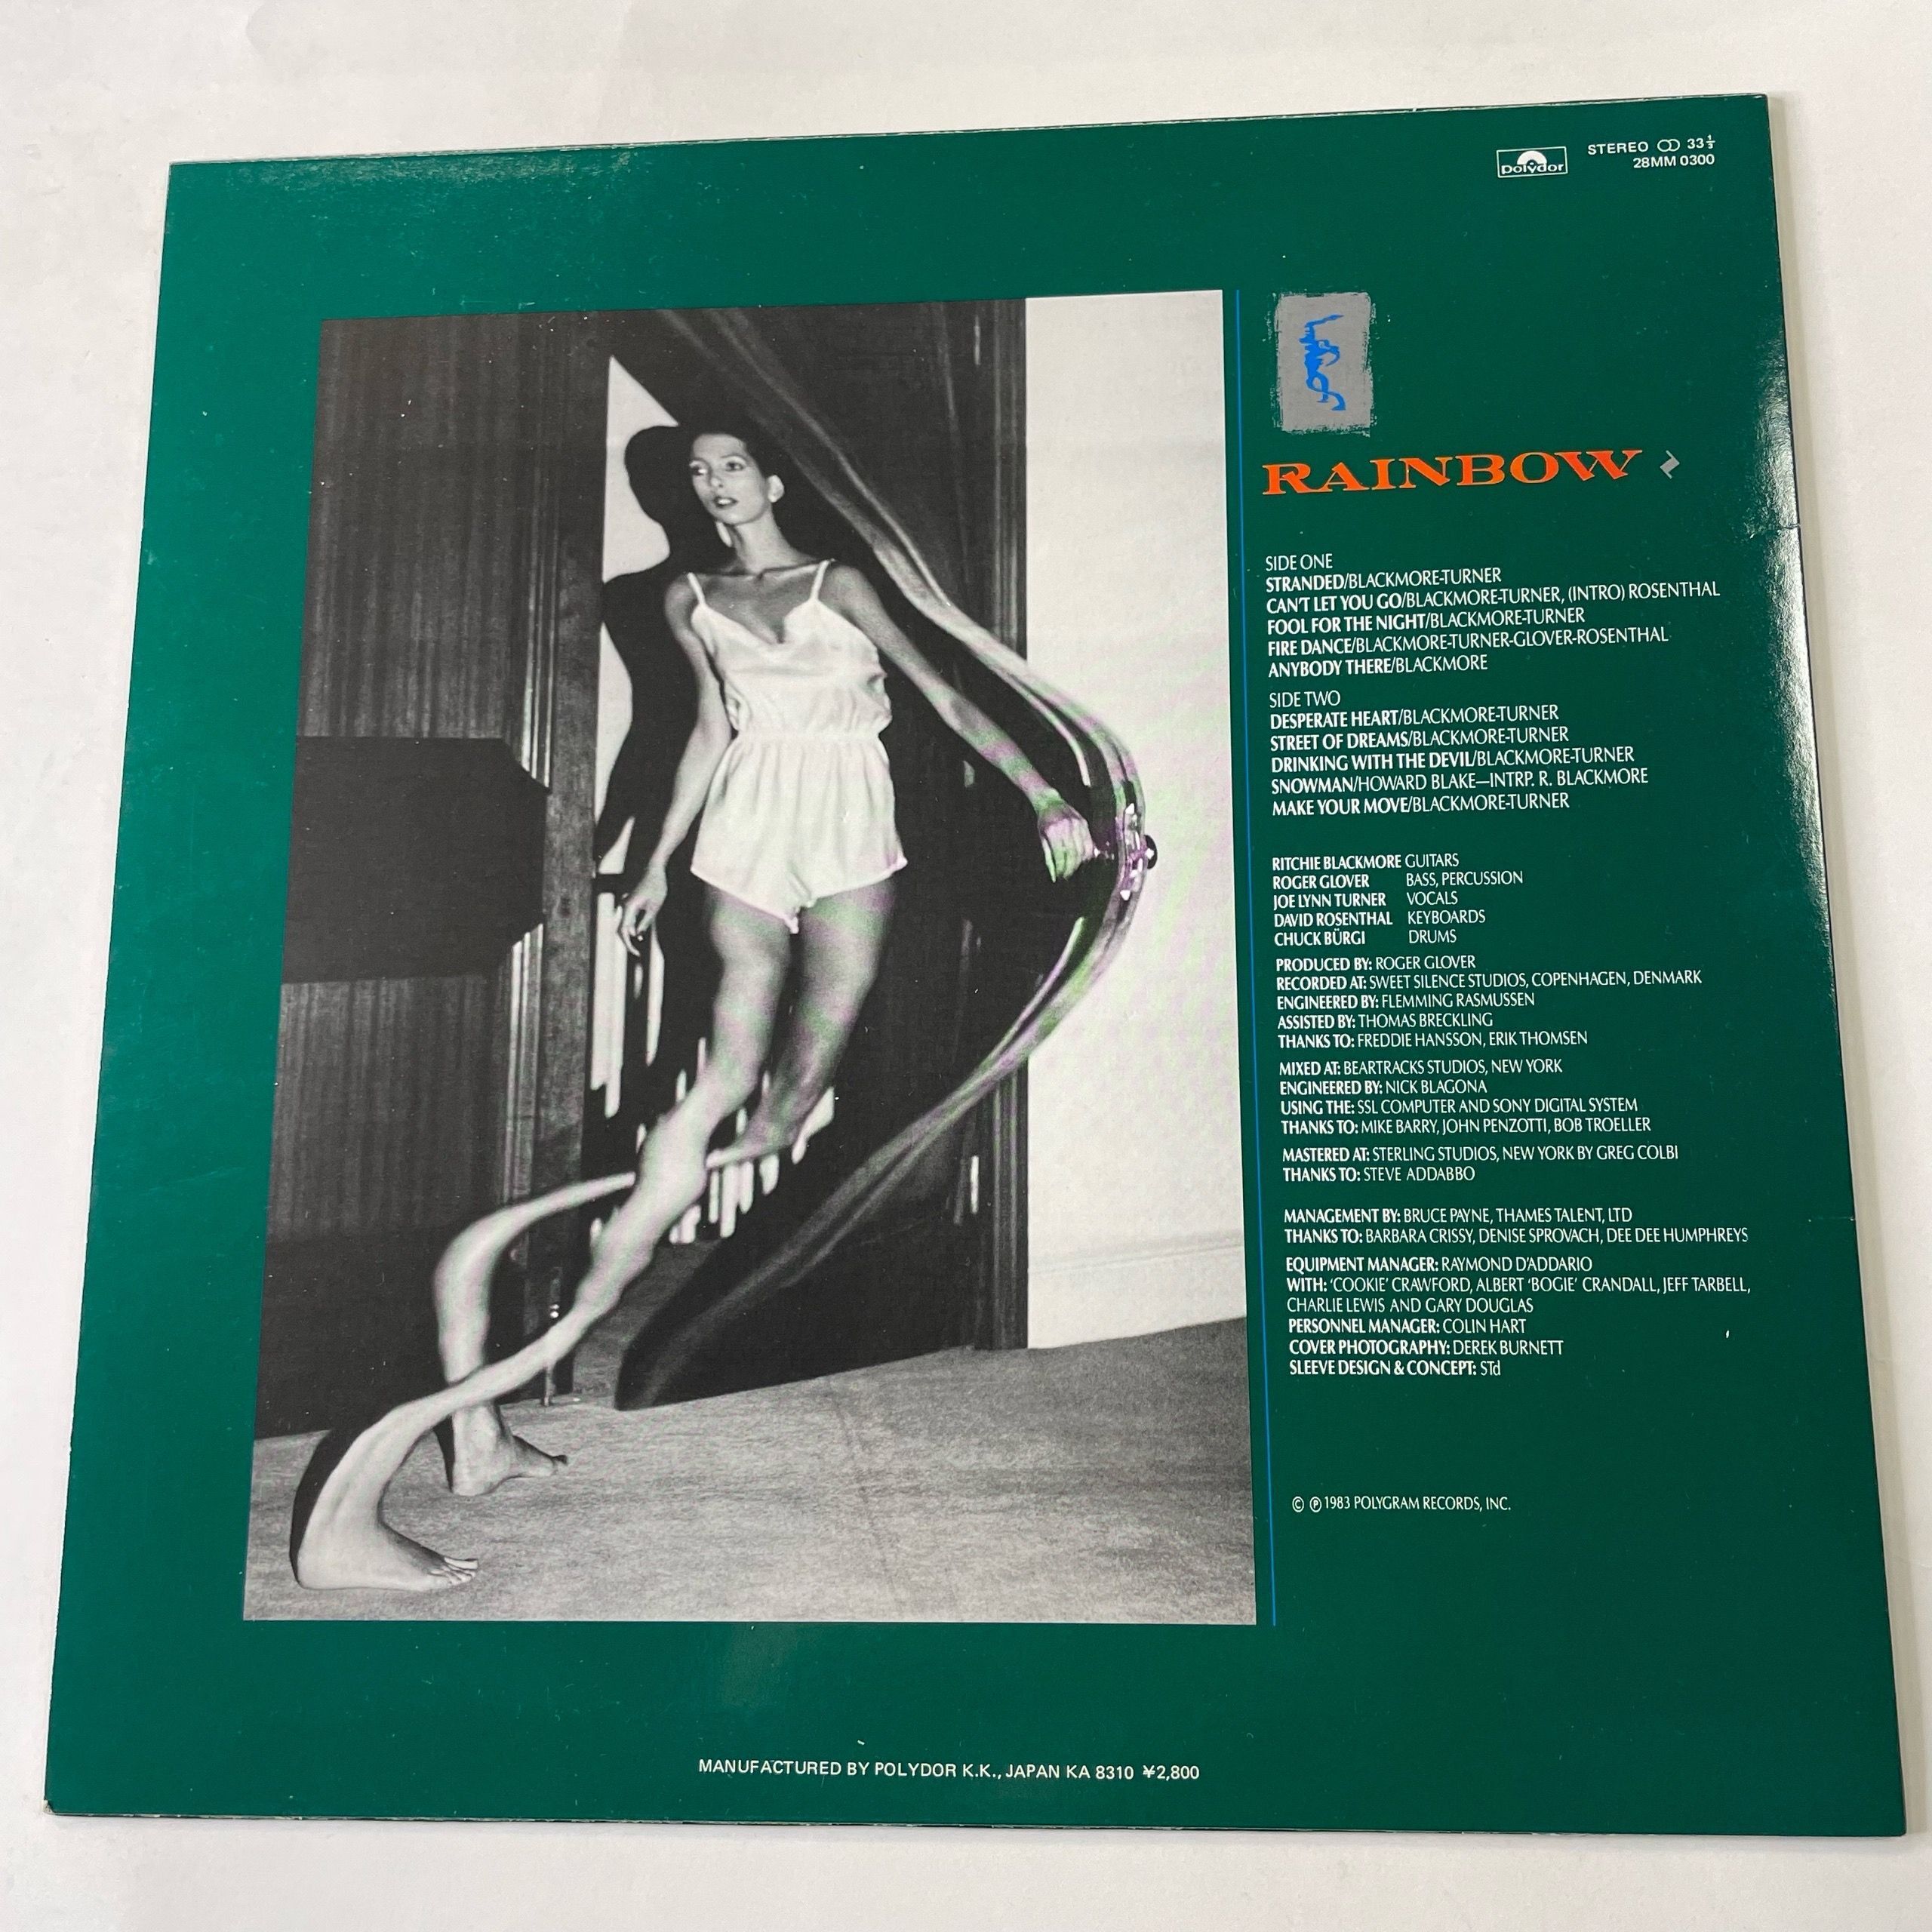 polydor
STEREO 33⅓
28MM 0300
RAINBOW
SIDE ONE
STRANDED/BLACKMORE-TURNER
CAN'T LET YOU GO/BLACKMORE-TURNER, (INTRO) ROSENTHAL
FOOL FOR THE NIGHT/BLACKMORE-TURNER
FIRE DANCE/BLACKMORE-TURNER-GLOVER-ROSENTHAL
ANYBODY THERE/BLACKMORE
SIDE TWO
DESPERATE HEART/BLACKMORE-TURNER
STREET OF DREAMS/BLACKMORE-TURNER
DRINKING WITH THE DEVIL/BLACKMORE-TURNER
SNOWMAN/HOWARD BLAKE—INTRP. R. BLACKMORE
MAKE YOUR MOVE/BLACKMORE-TURNER
RITCHIE BLACKMORE GUITARS
ROGER GLOVER BASS, PERCUSSION
JOE LYNN TURNER VOCALS
DAVID ROSENTHAL KEYBOARDS
CHUCK BÜRGI DRUMS
PRODUCED BY: ROGER GLOVER
RECORDED AT: SWEET SILENCE STUDIOS, COPENHAGEN, DENMARK
ENGINEERED BY: FLEMMING RASMUSSEN
ASSISTED BY: THOMAS BRECKLING
THANKS TO: FREDDIE HANSSON, ERIK THOMSEN
MIXED AT: BEARTRACKS STUDIOS, NEW YORK
ENGINEERED BY: NICK BLAGONA
USING THE: SSL COMPUTER AND SONY DIGITAL SYSTEM
THANKS TO: MIKE BARRY, JOHN PENZOTTI, BOB TROELLER
MASTERED AT: STERLING STUDIOS, NEW YORK BY GREG COLBI
THANKS TO: STEVE ADDABBO
MANAGEMENT BY: BRUCE PAYNE, THAMES TALENT, LTD
THANKS TO: BARBARA CRISSY, DENISE SPROVACH, DEE DEE HUMPHREYS
EQUIPMENT MANAGER: RAYMOND D'ADDARIO
WITH: 'COOKIE' CRAWFORD, ALBERT 'BOGIE' CRANDALL, JEFF TARBELL,
CHARLIE LEWIS AND GARY DOUGLAS
PERSONNEL MANAGER: COLIN HART
COVER PHOTOGRAPHY: DEREK BURNETT
SLEEVE DESIGN & CONCEPT: STd
© ℗ 1983 POLYGRAM RECORDS, INC.
MANUFACTURED BY POLYDOR K.K., JAPAN KA 8310 ¥2,800